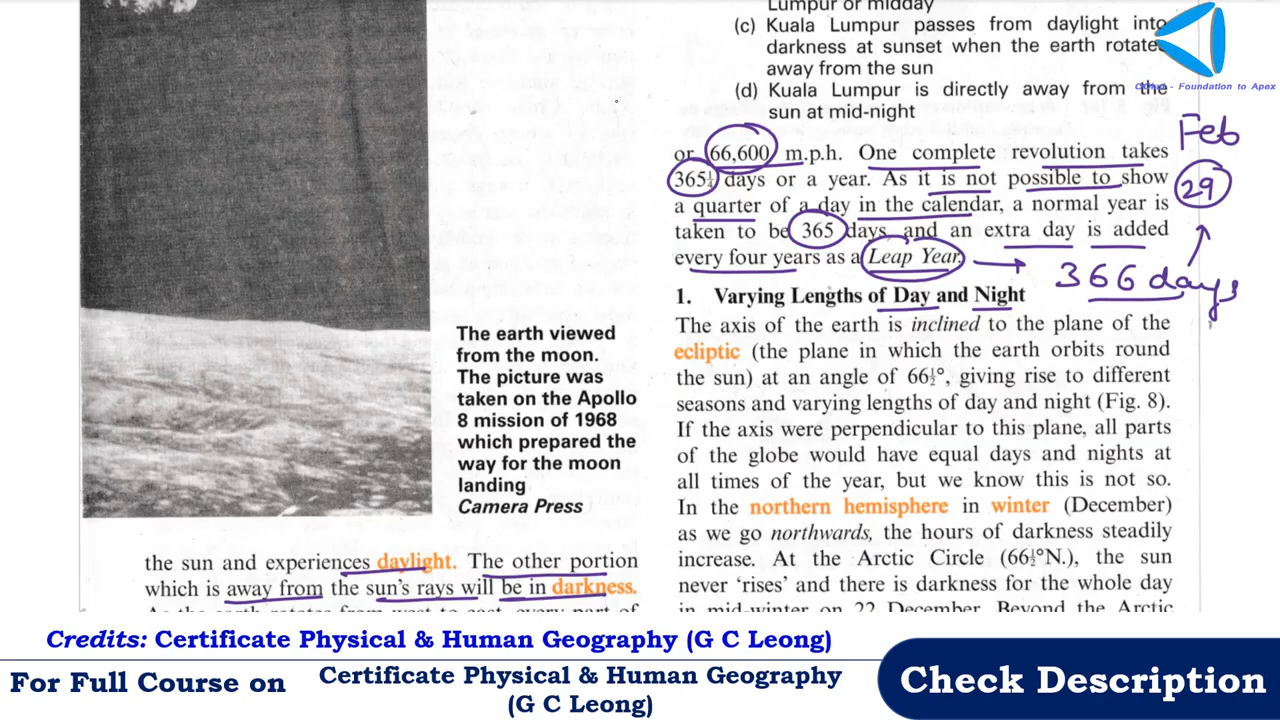 The earth viewed
from the moon.
The picture was
taken on the Apollo
8 mission of 1968
which prepared the
way for the moon
landing
Camera Press
the sun and experiences daylight. The other portion
which is away from the sun's rays will be in darkness.
Lumpur or midday
(c) Kuala Lumpur passes from daylight into
darkness at sunset when the earth rotates
away from the sun
(d) Kuala Lumpur is directly away from the
sun at mid-night
or 66,600 m.p.h. One complete revolution takes
365¼ days or a year. As it is not possible to show
a quarter of a day in the calendar, a normal year is
taken to be 365 days, and an extra day is added
every four years as a Leap Year.
Feb
29
366 days
1. Varying Lengths of Day and Night
The axis of the earth is inclined to the plane of the
ecliptic (the plane in which the earth orbits round
the sun) at an angle of 66½°, giving rise to different
seasons and varying lengths of day and night (Fig. 8).
If the axis were perpendicular to this plane, all parts
of the globe would have equal days and nights at
all times of the year, but we know this is not so.
In the northern hemisphere in winter (December)
as we go northwards, the hours of darkness steadily
increase. At the Arctic Circle (66½°N.), the sun
never 'rises' and there is darkness for the whole day
in mid-winter on 22 December. Beyond the Arctic
- Foundation to Apex
Credits: Certificate Physical & Human Geography (G C Leong)
For Full Course on
Certificate Physical & Human Geography
(G C Leong)
Check Description